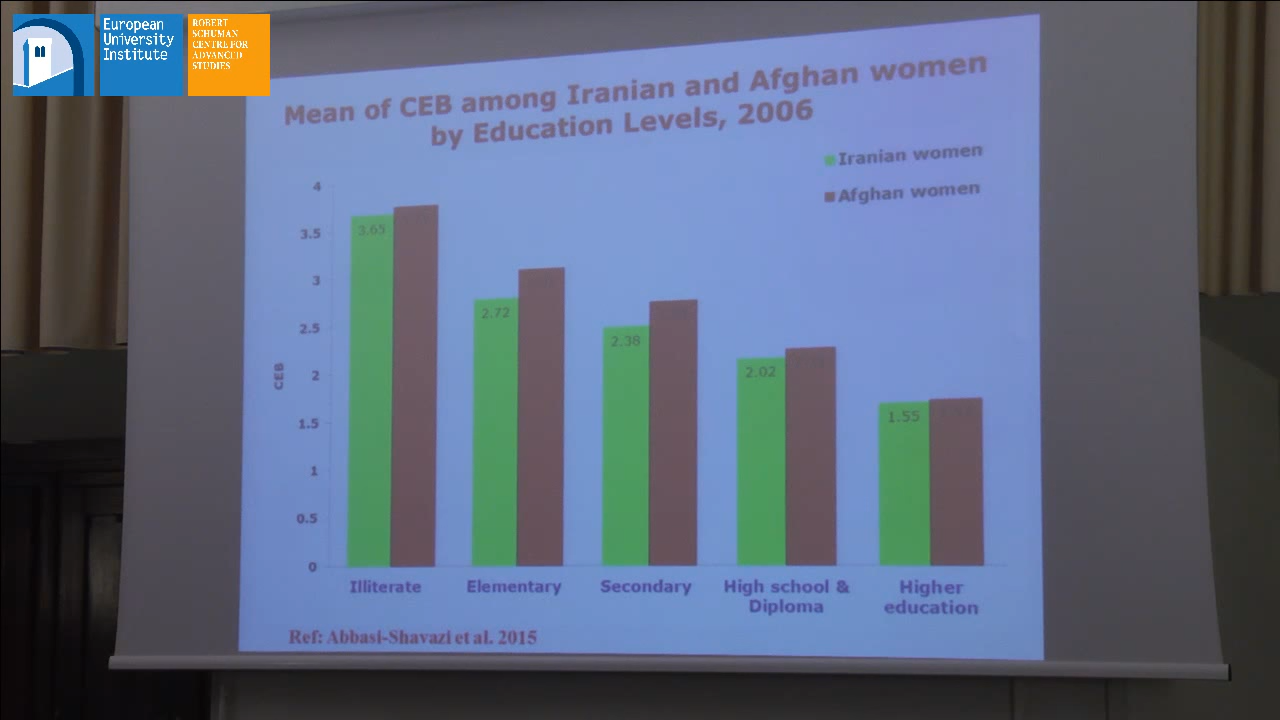 European
University
Institute
ROBERT
SCHUMAN
CENTRE FOR
ADVANCED
STUDIES
Mean of CEB among Iranian and Afghan women
by Education Levels, 2006
Iranian women
Afghan women
4
3.5
3
2.5
2
1.5
1
0.5
0
CEB
3.65
2.72
2.38
2.02
1.55
Illiterate
Elementary
Secondary
High school &
Diploma
Higher
education
Ref: Abbasi-Shavazi et al. 2015